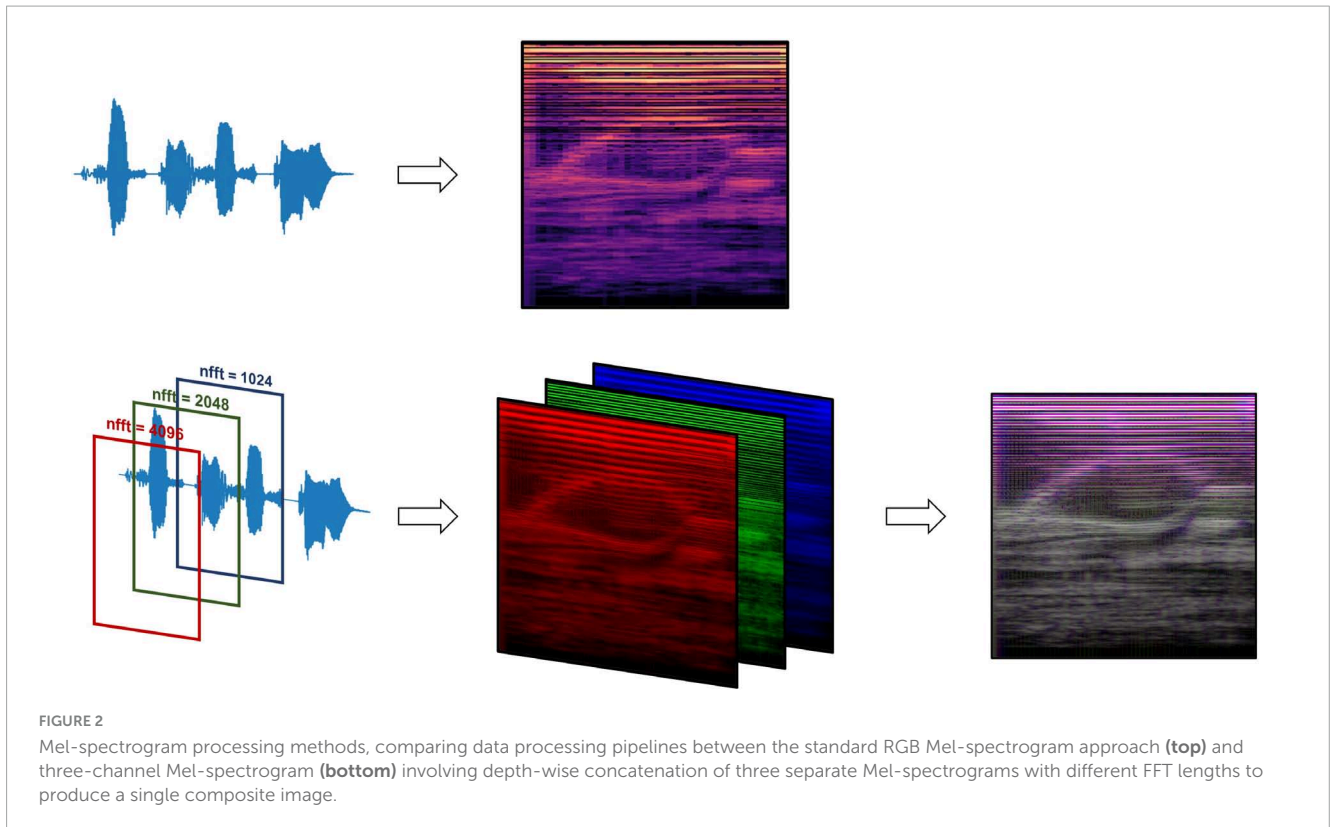 nfft = 1024
nfft = 2048
nfft = 4096
FIGURE 2
Mel-spectrogram processing methods, comparing data processing pipelines between the standard RGB Mel-spectrogram approach (top) and
three-channel Mel-spectrogram (bottom) involving depth-wise concatenation of three separate Mel-spectrograms with different FFT lengths to
produce a single composite image.